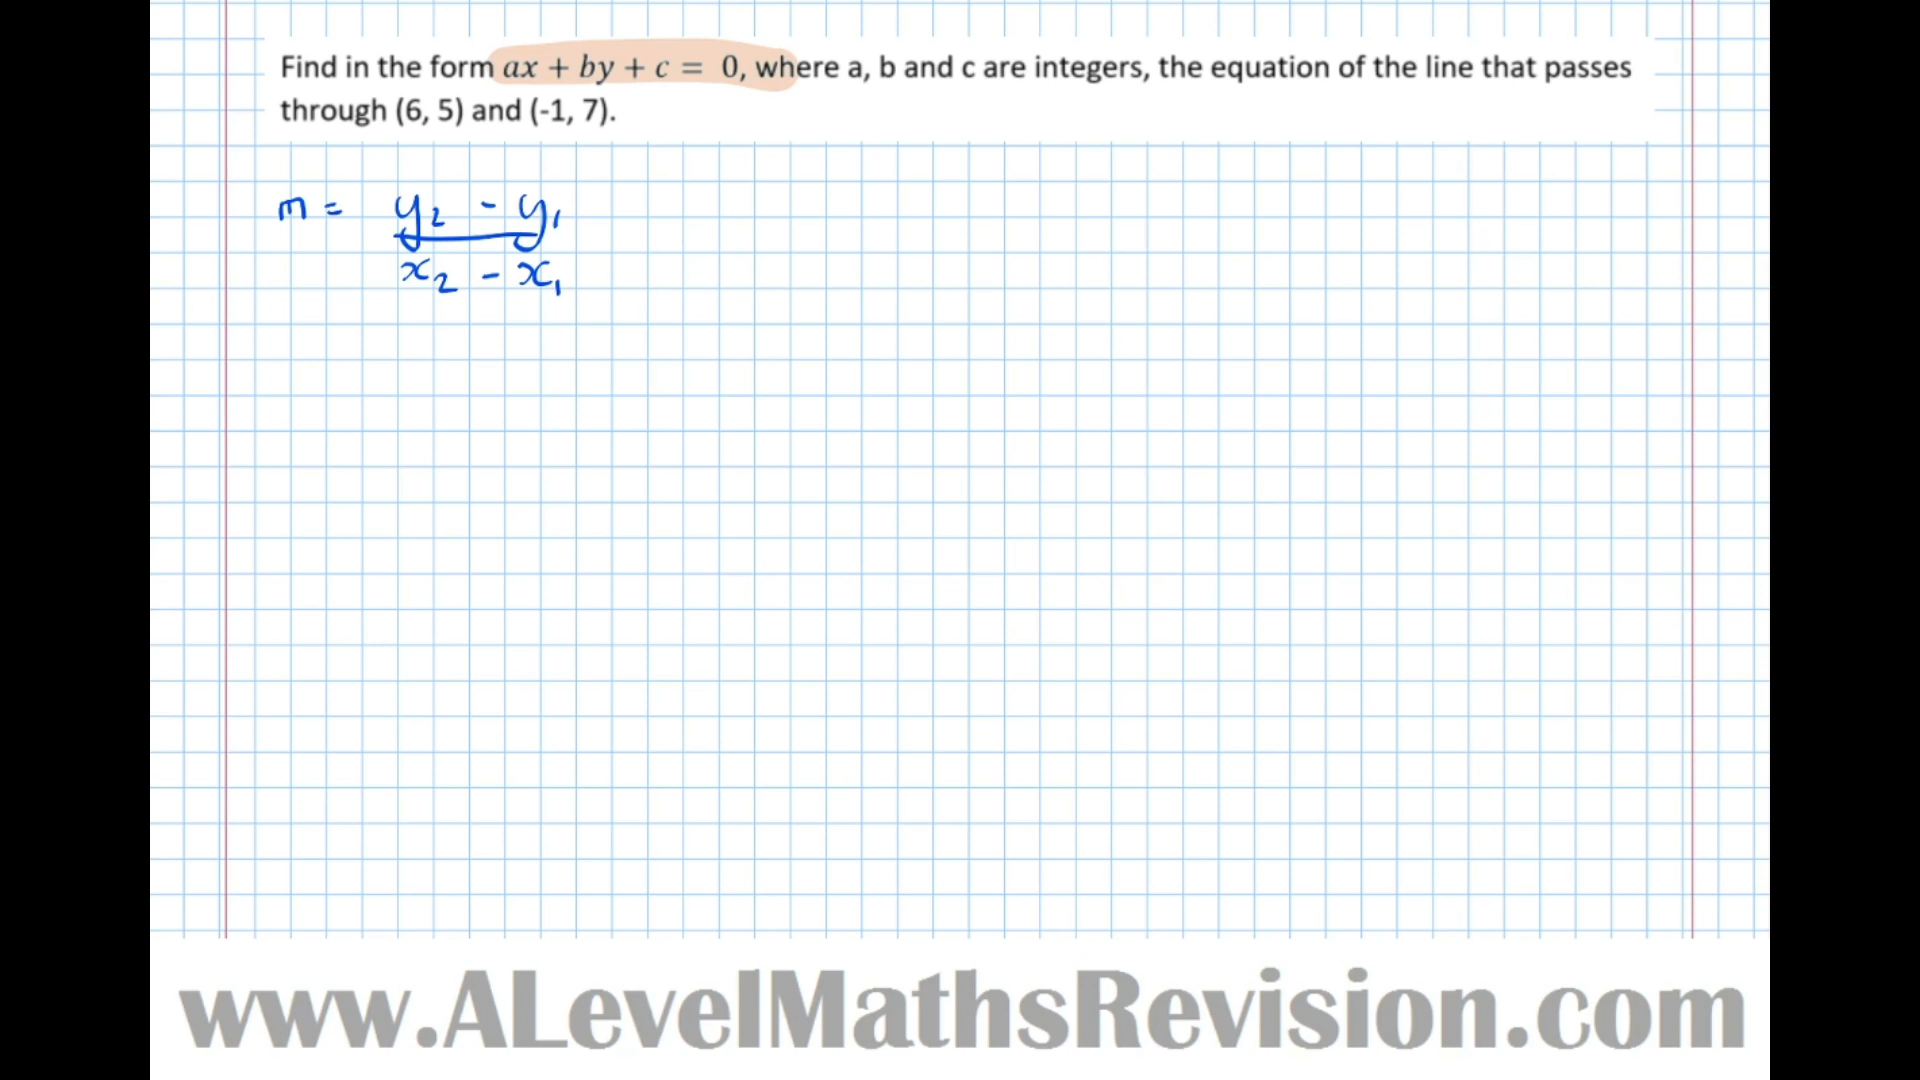 Find in the form ax + by + c = 0, where a, b and c are integers, the equation of the line that passes
through (6, 5) and (-1, 7).
m = y₂ - y₁
x₂ - x₁
www.ALevelMathsRevision.com